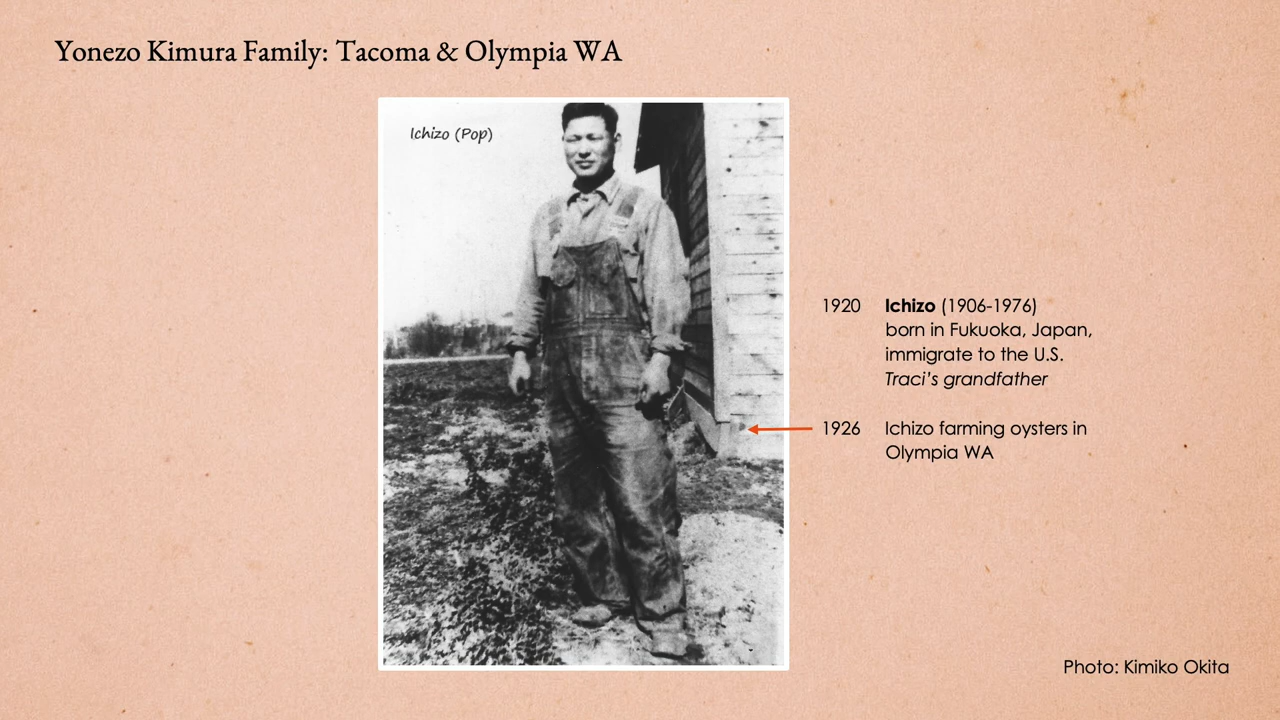 Yonezo Kimura Family: Tacoma & Olympia WA
Ichizo (Pop)
1920 Ichizo (1906-1976)
born in Fukuoka, Japan,
immigrate to the U.S.
Traci's grandfather
1926 Ichizo farming oysters in
Olympia WA
Photo: Kimiko Okita